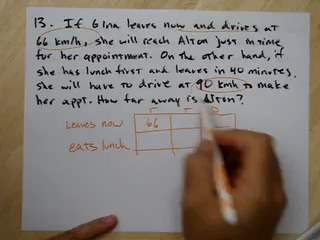 13. If Gina leaves now and drives at
66 km/h, she will reach Alton just in time
for her appointment. On the other hand, if
she has lunch first and leaves in 40 minutes,
she will have to drive at 90 kmh to make
her appt. How far away is Alton?
r t D
Leaves now 66
eats lunch